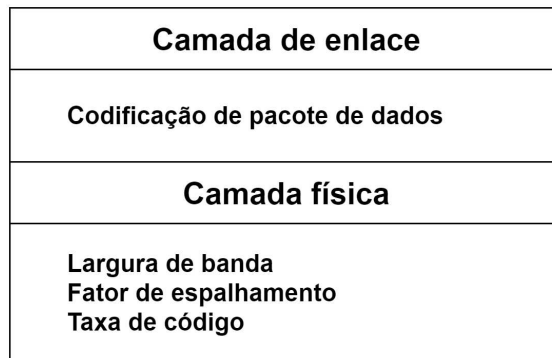 Camada de enlace
Codificação de pacote de dados
Camada física
Largura de banda
Fator de espalhamento
Taxa de código